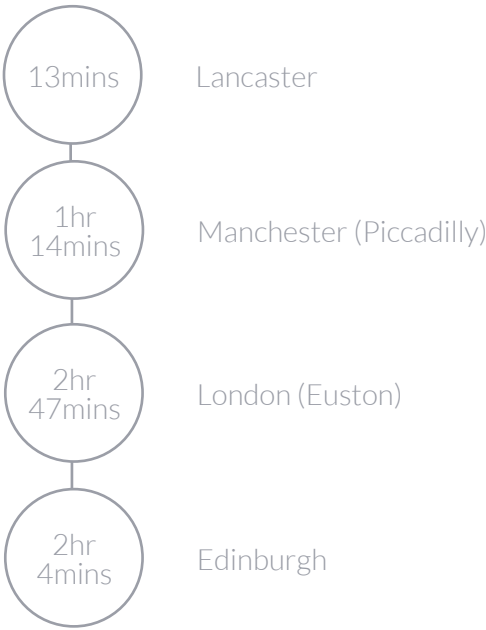 13mins
Lancaster
1hr
14mins
Manchester (Piccadilly)
2hr
47mins
London (Euston)
2hr
4mins
Edinburgh